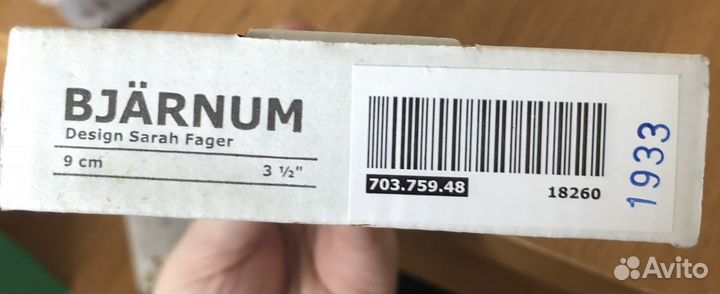 BJÄRNUM
Design Sarah Fager
9 cm
3 ½"
703.759.48
18260
1933
Avito